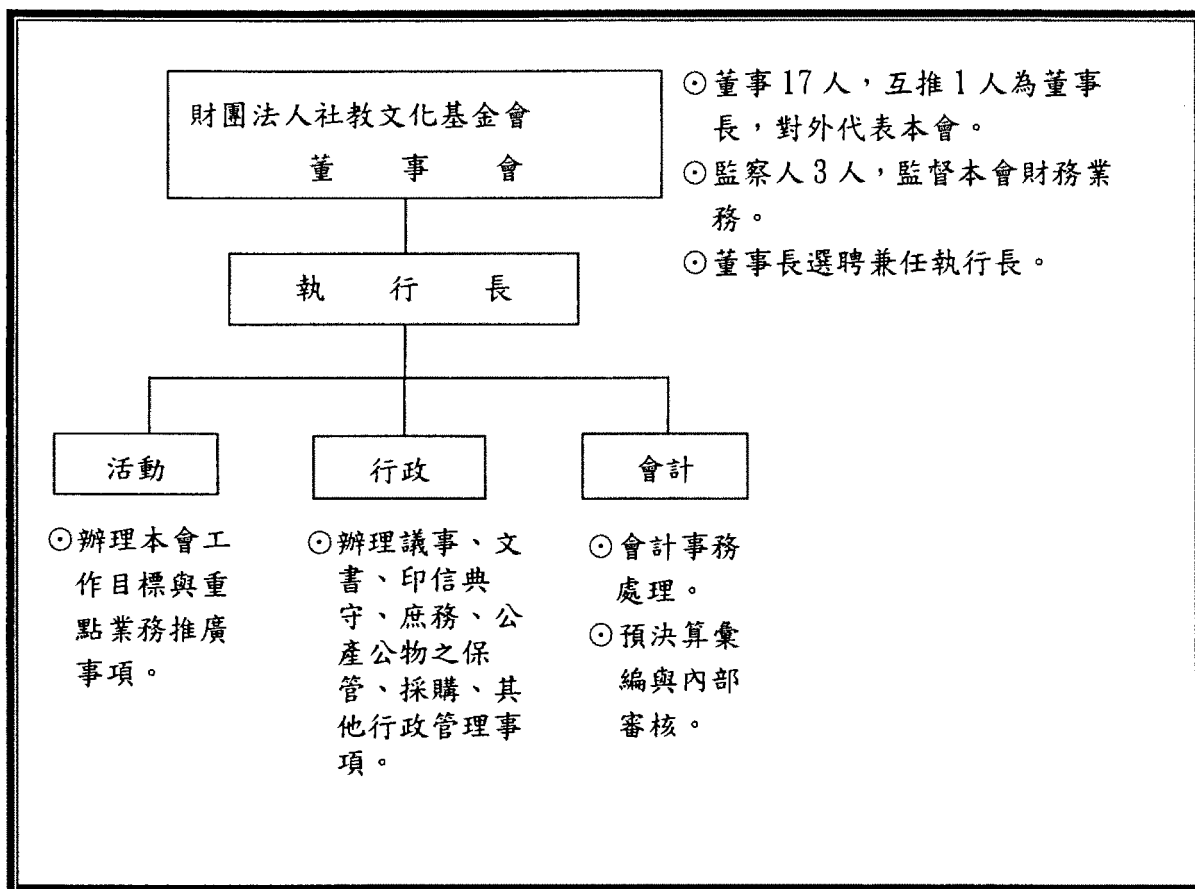 財團法人社教文化基金會
董事會
⊙董事17人，互推1人為董事
長，對外代表本會。
⊙監察人3人，監督本會財務業
務。
⊙董事長選聘兼任執行長。
執行長
活動
行政
會計
⊙辦理本會工
作目標與重
點業務推廣
事項。
⊙辦理議事、文
書、印信典
守、庶務、公
產公物之保
管、採購、其
他行政管理事
項。
⊙會計事務
處理。
⊙預決算彙
編與內部
審核。